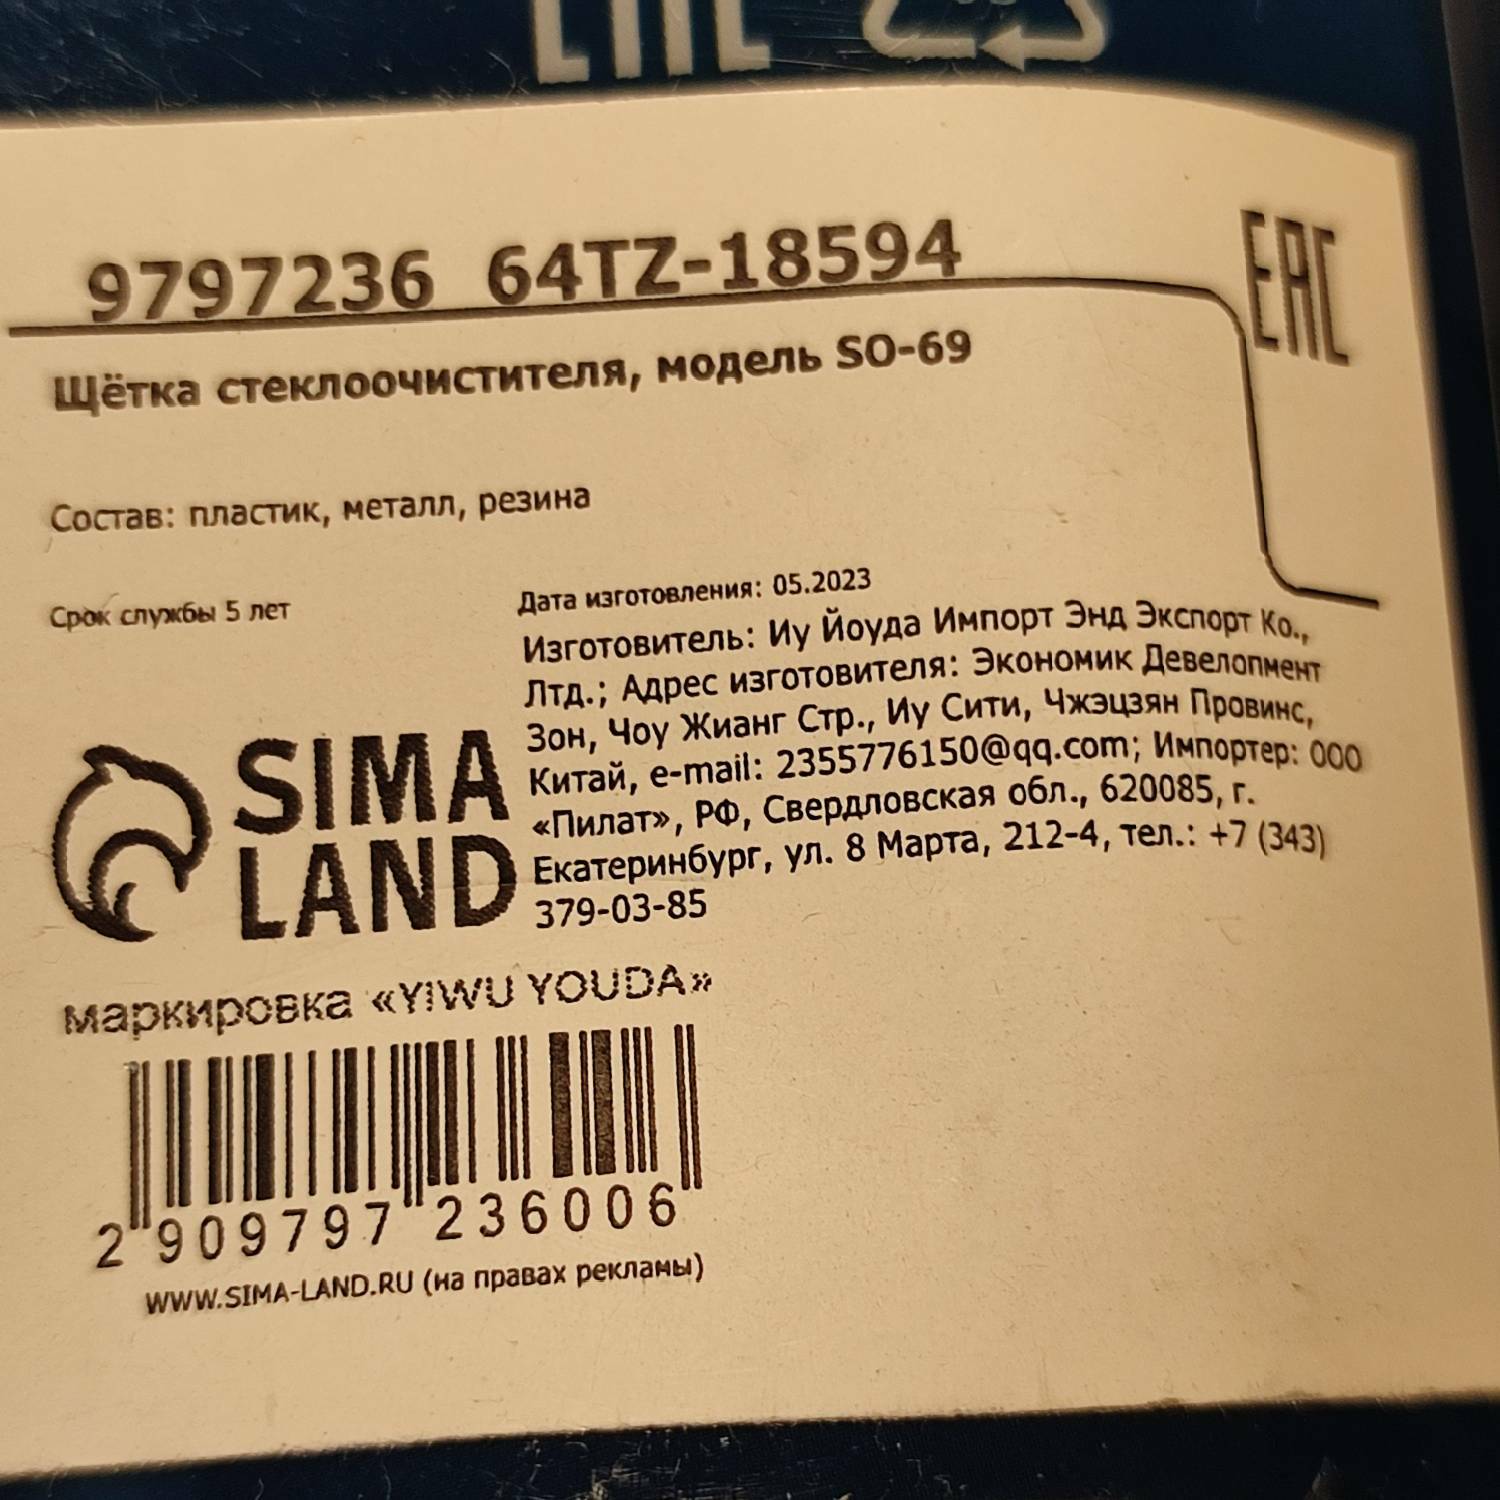 EAC
9797236 64TZ-18594
EAC
Щётка стеклоочистителя, модель SO-69
Состав: пластик, металл, резина
Срок службы 5 лет
Дата изготовления: 05.2023
Изготовитель: Иу Йоуда Импорт Энд Экспорт Ко.,
Лтд.; Адрес изготовителя: Экономик Девелопмент
Зон, Чоу Жианг Стр., Иу Сити, Чжэцзян Провинс,
Китай, e-mail: 2355776150@qq.com; Импортер: ООО
«Пилат», РФ, Свердловская обл., 620085, г.
Екатеринбург, ул. 8 Марта, 212-4, тел.: +7 (343)
379-03-85
SIMA
LAND
маркировка «YIWU YOUDA»
2 909797 236006
WWW.SIMA-LAND.RU (на правах рекламы)